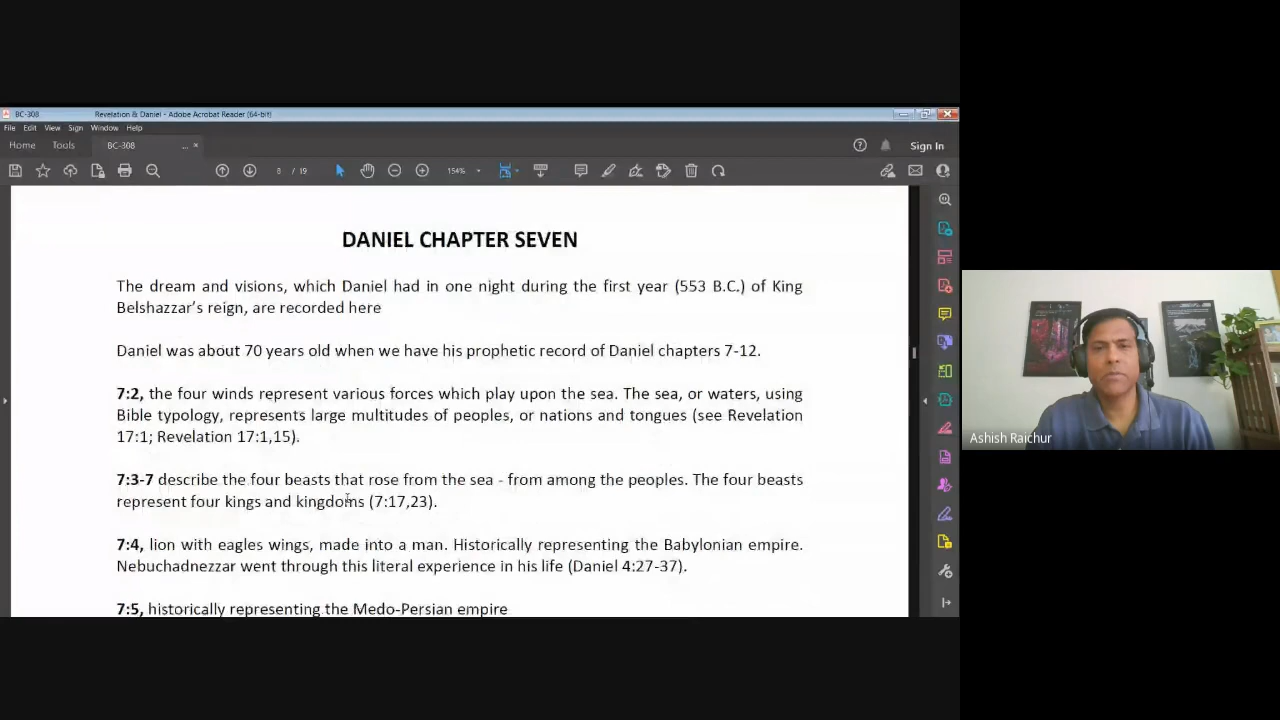 BC-308 Revelation & Daniel - Adobe Acrobat Reader (64-bit)
File Edit View Sign Window Help
Home Tools BC-308 ... × Sign In
8 / 19 154%
DANIEL CHAPTER SEVEN
The dream and visions, which Daniel had in one night during the first year (553 B.C.) of King
Belshazzar's reign, are recorded here
Daniel was about 70 years old when we have his prophetic record of Daniel chapters 7-12.
7:2, the four winds represent various forces which play upon the sea. The sea, or waters, using
Bible typology, represents large multitudes of peoples, or nations and tongues (see Revelation
17:1; Revelation 17:1,15).
7:3-7 describe the four beasts that rose from the sea - from among the peoples. The four beasts
represent four kings and kingdoms (7:17,23).
7:4, lion with eagles wings, made into a man. Historically representing the Babylonian empire.
Nebuchadnezzar went through this literal experience in his life (Daniel 4:27-37).
7:5, historically representing the Medo-Persian empire
Ashish Raichur